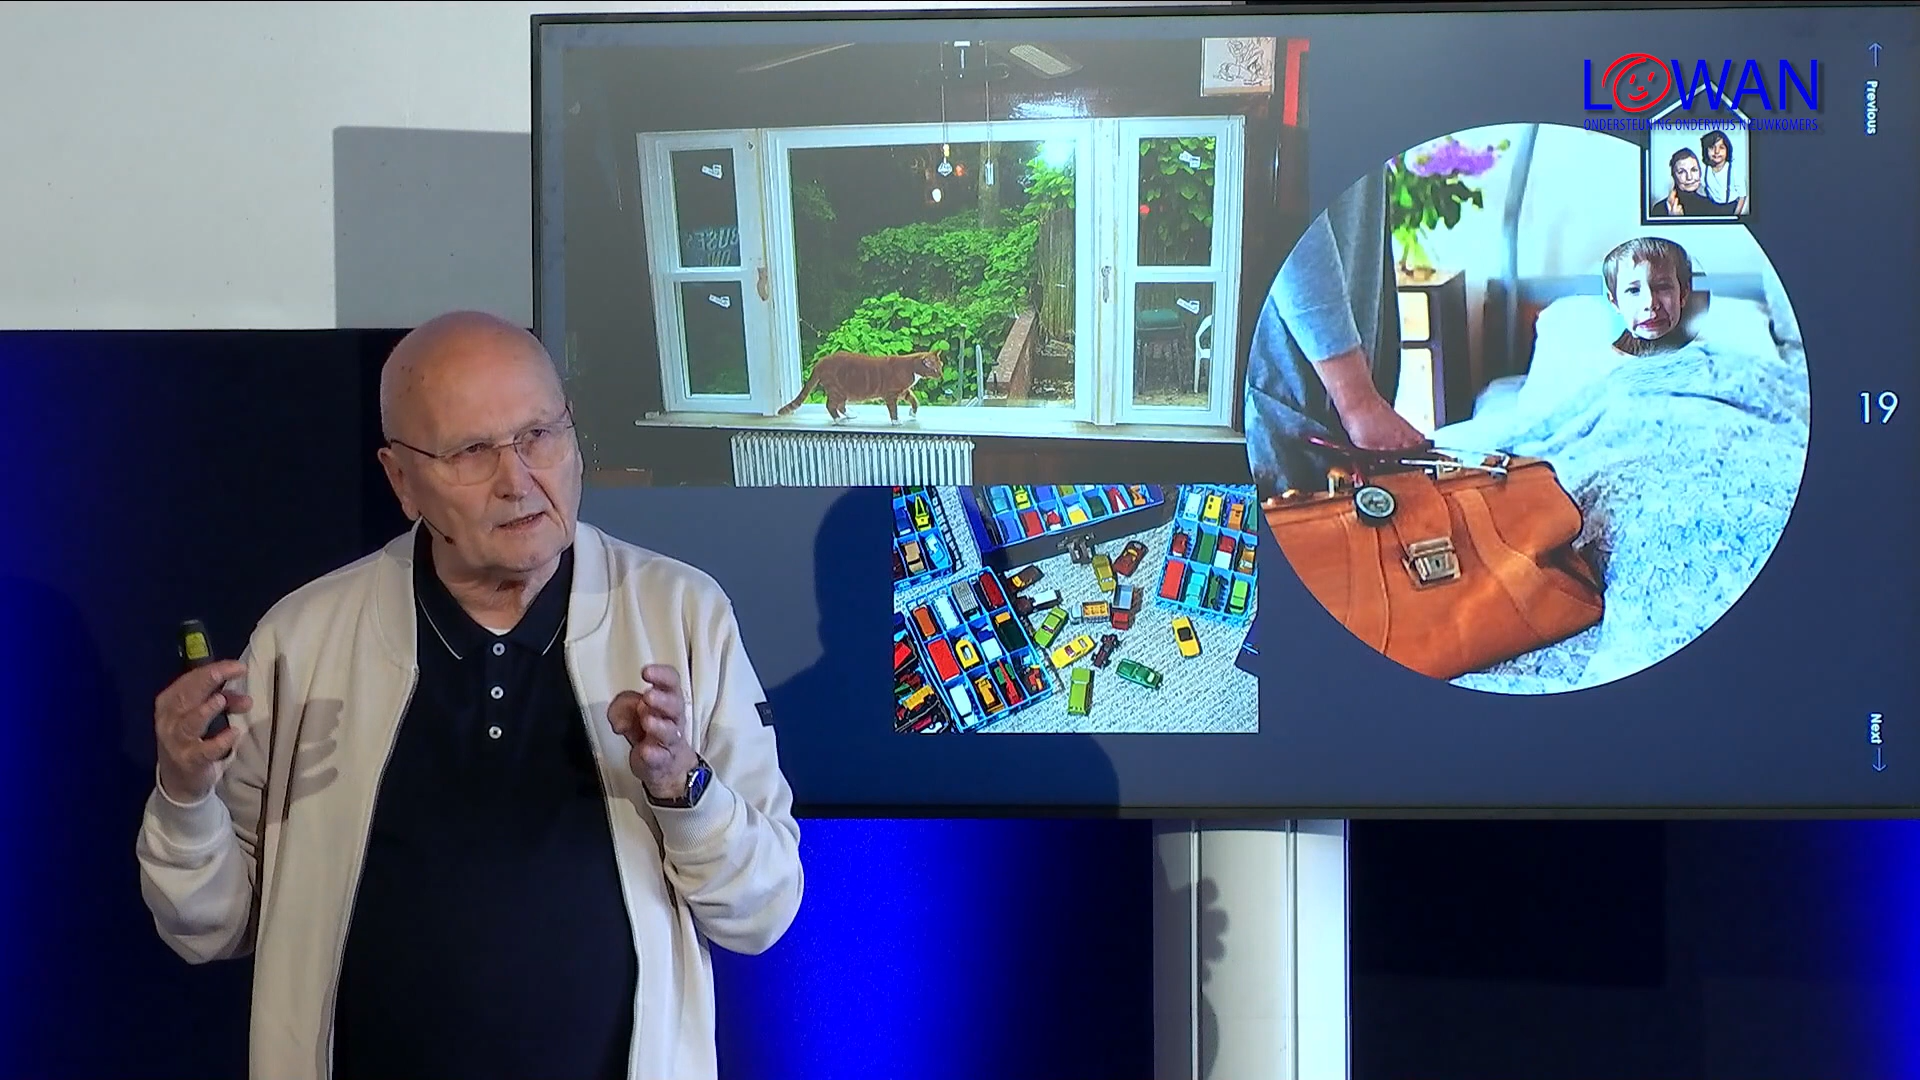 LOWAN
ONDERSTEUNING ONDERWIJS NIEUWKOMERS
Previous
19
Next